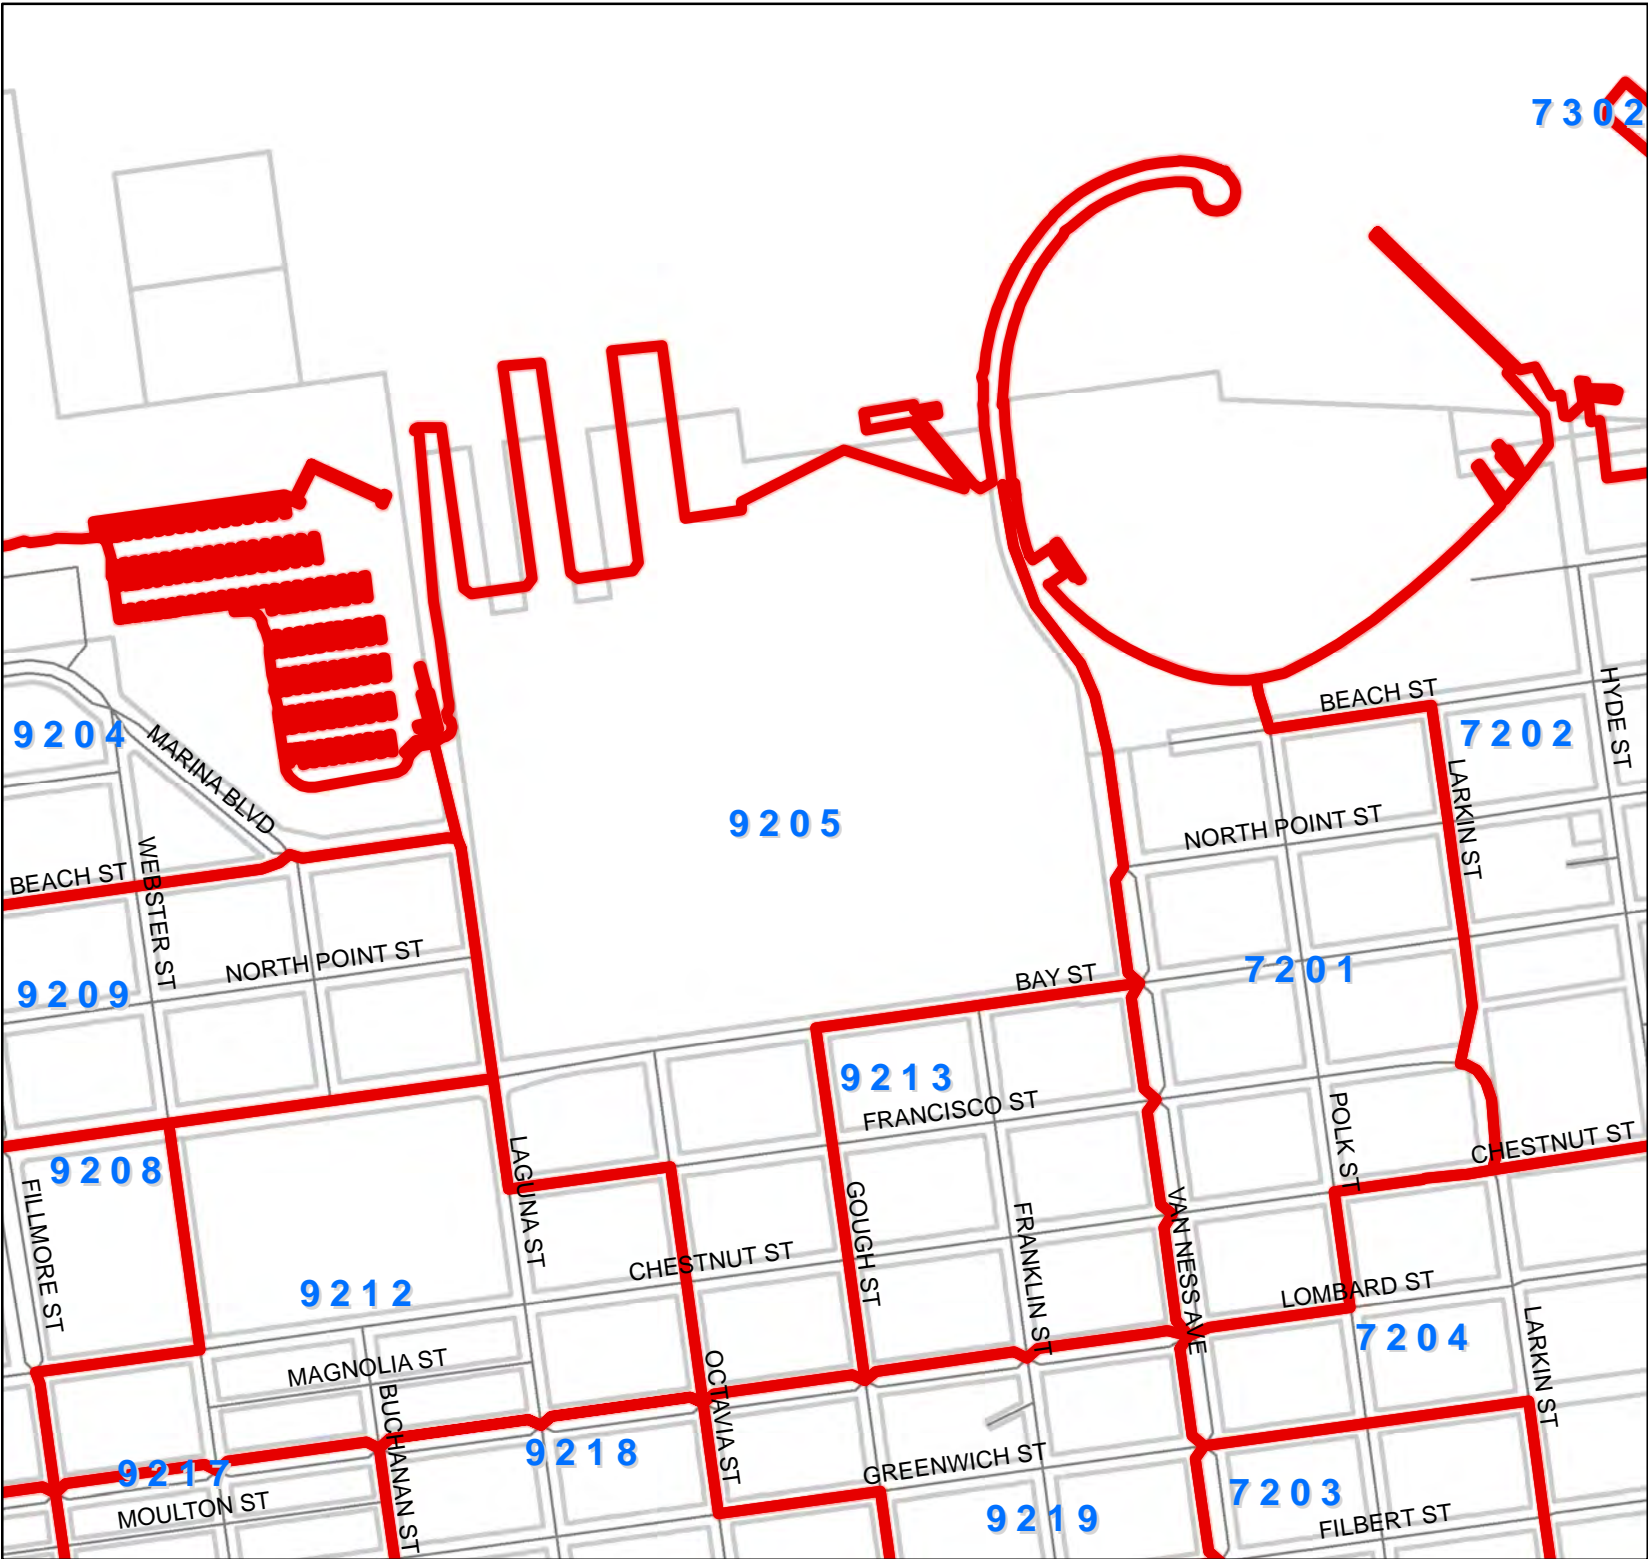 7302
BEACH ST
HYDE ST
7202
9204
MARINA BLVD
LARKIN ST
9205
NORTH POINT ST
WEBSTER ST
BEACH ST
NORTH POINT ST
BAY ST
7201
9209
9213
FRANCISCO ST
POLK ST
CHESTNUT ST
9208
LAGUNA ST
FILLMORE ST
GOUGH ST
FRANKLIN ST
VAN NESS AVE
CHESTNUT ST
9212
LOMBARD ST
7204
LARKIN ST
MAGNOLIA ST
OCTAVIA ST
BUCHANAN ST
9218
GREENWICH ST
9217
7203
MOULTON ST
9219
FILBERT ST